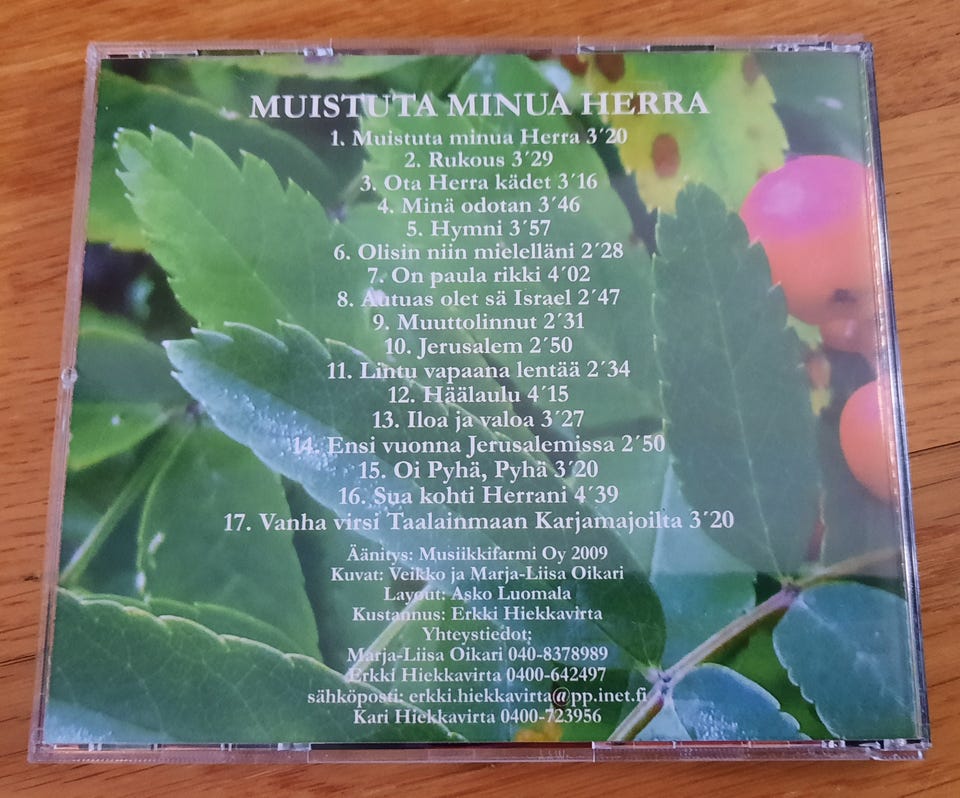 MUISTUTA MINUA HERRA
1. Muistuta minua Herra 3´20
2. Rukous 3´29
3. Ota Herra kädet 3´16
4. Minä odotan 3´46
5. Hymni 3´57
6. Olisin niin mielelläni 2´28
7. On paula rikki 4´02
8. Autuas olet sä Israel 2´47
9. Muuttolinnut 2´31
10. Jerusalem 2´50
11. Lintu vapaana lentää 2´34
12. Häälaulu 4´15
13. Iloa ja valoa 3´27
14. Ensi vuonna Jerusalemissa 2´50
15. Oi Pyhä, Pyhä 3´20
16. Sua kohti Herrani 4´39
17. Vanha virsi Taalainmaan Karjamajoilta 3´20
Äänitys: Musiikkifarmi Oy 2009
Kuvat: Veikko ja Marja-Liisa Oikari
Layout: Asko Luomala
Kustannus: Erkki Hiekkavirta
Yhteystiedot:
Marja-Liisa Oikari 040-8378989
Erkki Hiekkavirta 0400-642497
sähköposti: erkki.hiekkavirta@pp.inet.fi
Kari Hiekkavirta 0400-723956